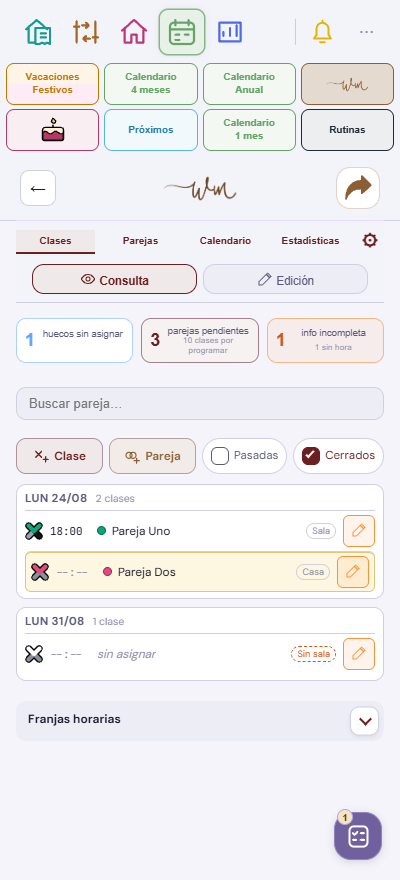 Vacaciones
Festivos
Calendario
4 meses
Calendario
Anual
Wm
Próximos
Calendario
1 mes
Rutinas
←
Wm
Clases
Parejas
Calendario
Estadísticas
Consulta
Edición
1 huecos sin asignar
3 parejas pendientes
10 clases por
programar
1 info incompleta
1 sin hora
Buscar pareja...
Clase
Pareja
Pasadas
Cerrados
LUN 24/08 2 clases
18:00 Pareja Uno Sala
--:-- Pareja Dos Casa
LUN 31/08 1 clase
--:-- sin asignar Sin sala
Franjas horarias
1